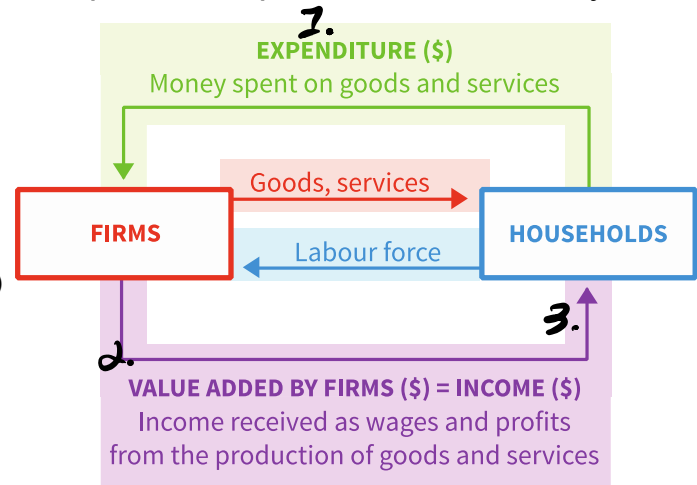 1.
EXPENDITURE ($)
Money spent on goods and services
Goods, services
FIRMS
HOUSEHOLDS
Labour force
3.
2.
VALUE ADDED BY FIRMS ($) = INCOME ($)
Income received as wages and profits
from the production of goods and services